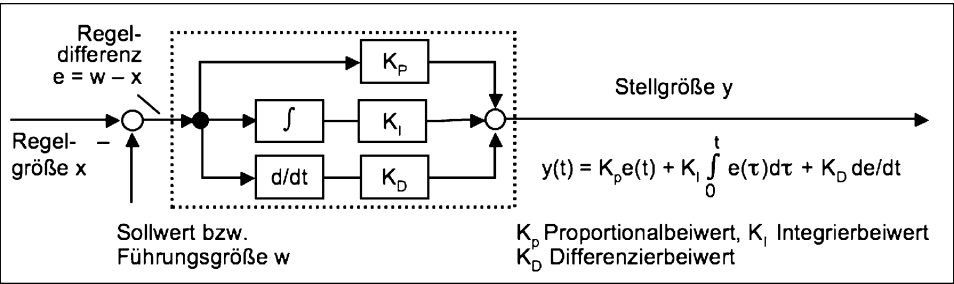 Regel-
differenz
e = w – x
K_P
Stellgröße y
∫ K_I
Regel- –
größe x
d/dt K_D
y(t) = K_p e(t) + K_I ∫_0^t e(τ)dτ + K_D de/dt
Sollwert bzw.
Führungsgröße w
K_p Proportionalbeiwert, K_I Integrierbeiwert
K_D Differenzierbeiwert